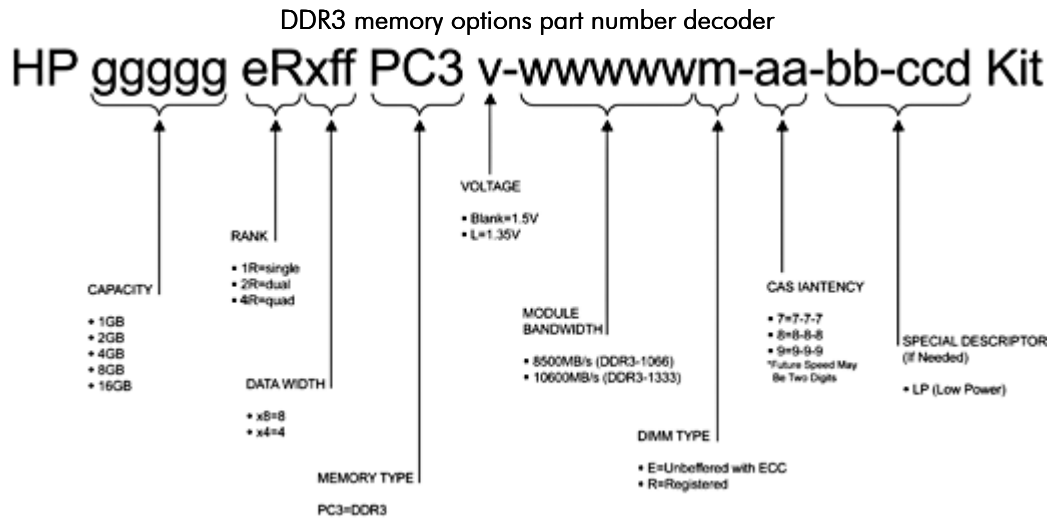 DDR3 memory options part number decoder
HP ggggg eRxff PC3 v-wwwwwm-aa-bb-ccd Kit
VOLTAGE
▪ Blank=1.5V
▪ L=1.35V
RANK
▪ 1R=single
▪ 2R=dual
▪ 4R=quad
CAPACITY
• 1GB
• 2GB
• 4GB
• 8GB
• 16GB
CAS IANTENCY
▪ 7=7-7-7
▪ 8=8-8-8
▪ 9=9-9-9
*Future Speed May
Be Two Digits
MODULE
BANDWIDTH
▪ 8500MB/s (DDR3-1066)
▪ 10600MB/s (DDR3-1333)
SPECIAL DESCRIPTOR
(If Needed)
• LP (Low Power)
DATA WIDTH
• x8=8
• x4=4
DIMM TYPE
• E=Unbeffered with ECC
• R=Registered
MEMORY TYPE
PC3=DDR3